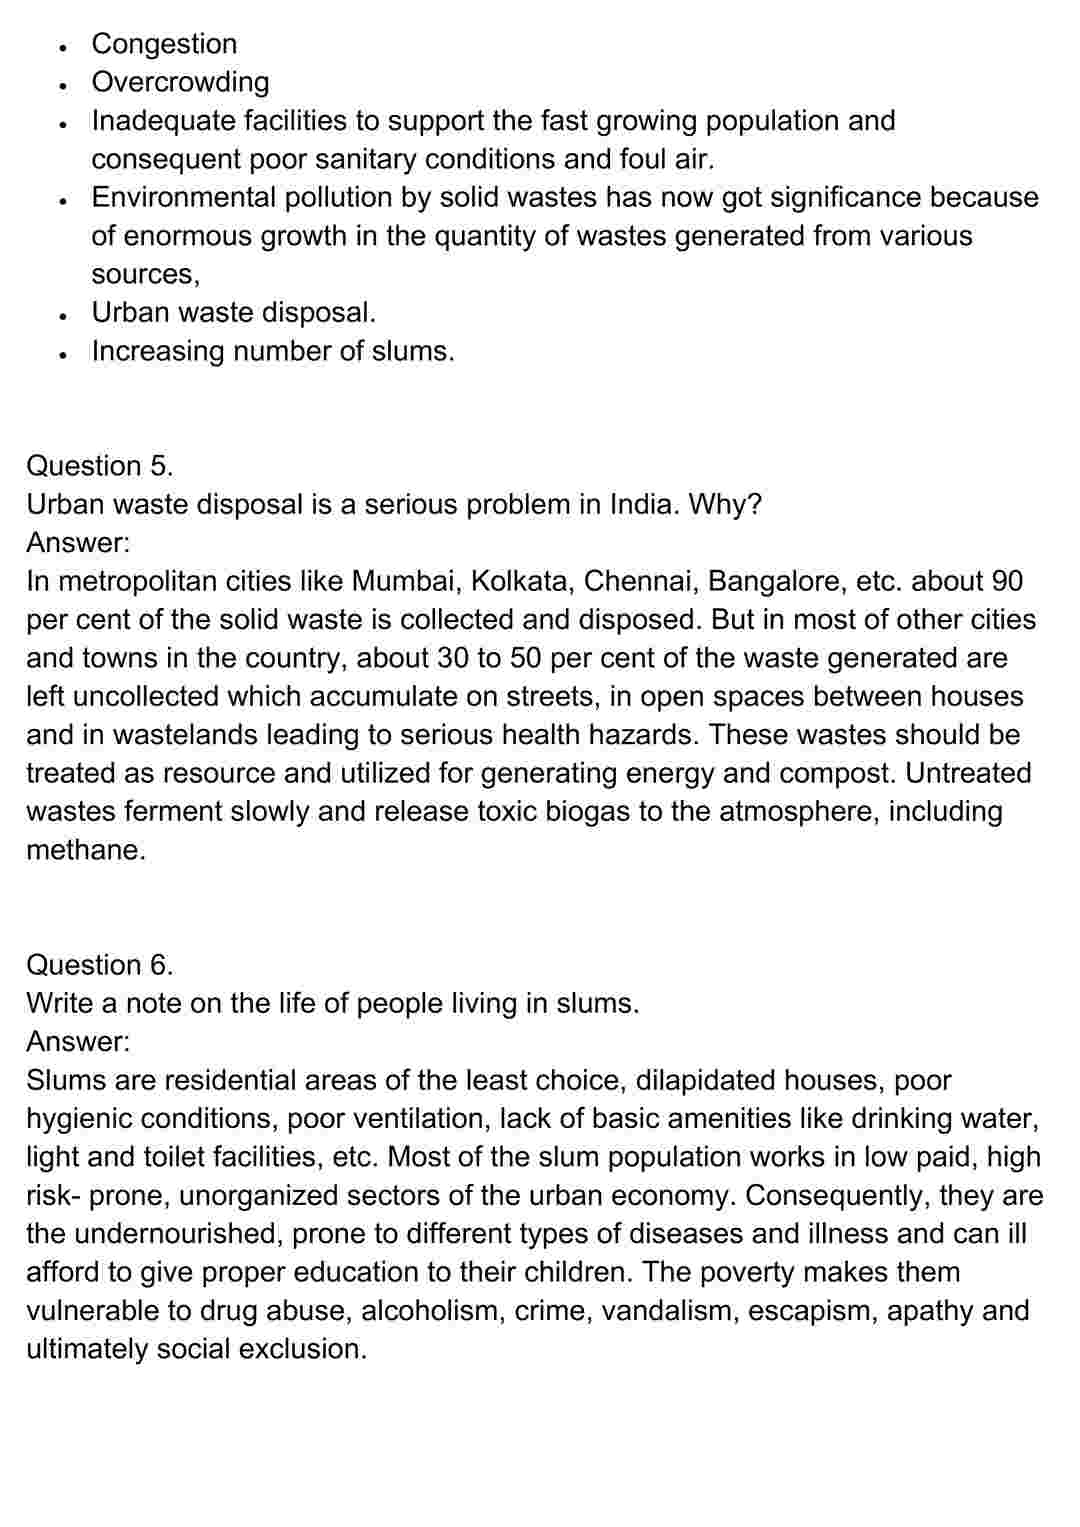 • Congestion
• Overcrowding
• Inadequate facilities to support the fast growing population and
consequent poor sanitary conditions and foul air.
• Environmental pollution by solid wastes has now got significance because
of enormous growth in the quantity of wastes generated from various
sources,
• Urban waste disposal.
• Increasing number of slums.
Question 5.
Urban waste disposal is a serious problem in India. Why?
Answer:
In metropolitan cities like Mumbai, Kolkata, Chennai, Bangalore, etc. about 90
per cent of the solid waste is collected and disposed. But in most of other cities
and towns in the country, about 30 to 50 per cent of the waste generated are
left uncollected which accumulate on streets, in open spaces between houses
and in wastelands leading to serious health hazards. These wastes should be
treated as resource and utilized for generating energy and compost. Untreated
wastes ferment slowly and release toxic biogas to the atmosphere, including
methane.
Question 6.
Write a note on the life of people living in slums.
Answer:
Slums are residential areas of the least choice, dilapidated houses, poor
hygienic conditions, poor ventilation, lack of basic amenities like drinking water,
light and toilet facilities, etc. Most of the slum population works in low paid, high
risk- prone, unorganized sectors of the urban economy. Consequently, they are
the undernourished, prone to different types of diseases and illness and can ill
afford to give proper education to their children. The poverty makes them
vulnerable to drug abuse, alcoholism, crime, vandalism, escapism, apathy and
ultimately social exclusion.